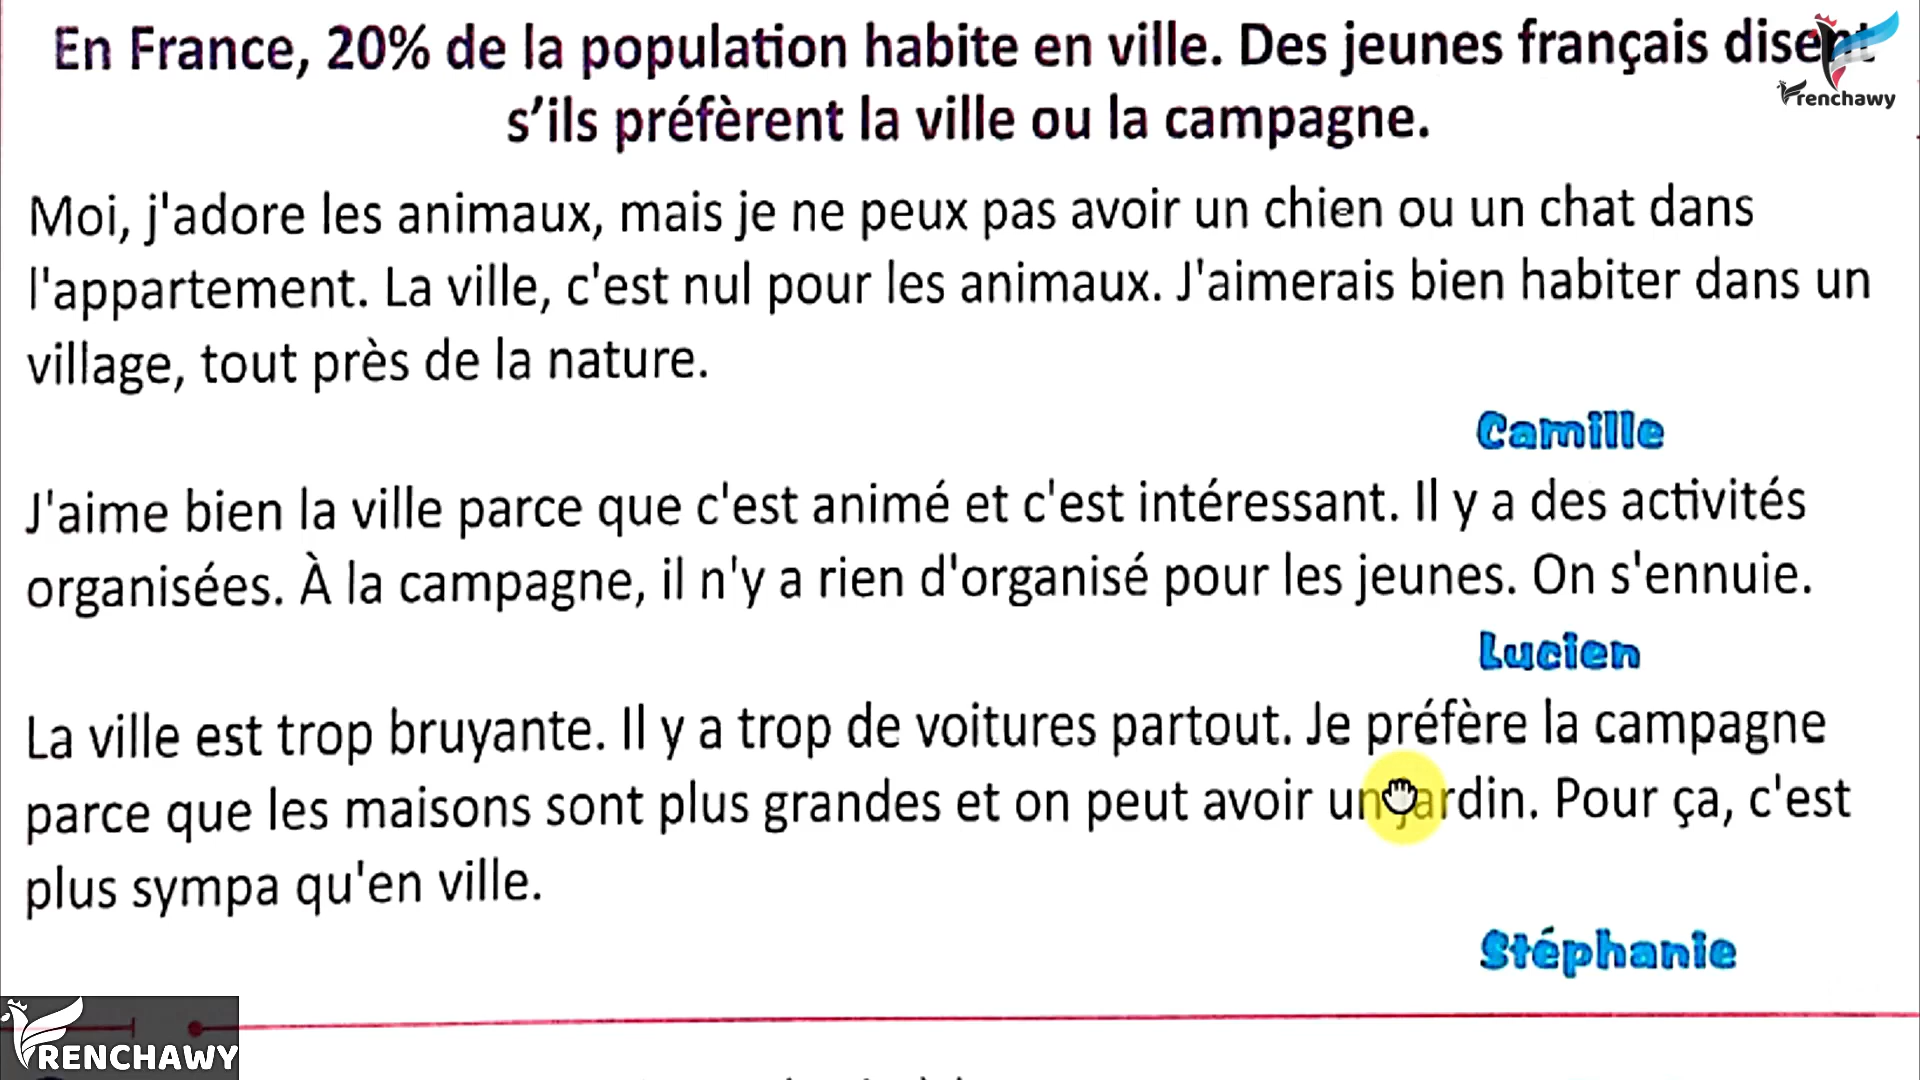 En France, 20% de la population habite en ville. Des jeunes français disent
s'ils préfèrent la ville ou la campagne.
renchawy
Moi, j'adore les animaux, mais je ne peux pas avoir un chien ou un chat dans
l'appartement. La ville, c'est nul pour les animaux. J'aimerais bien habiter dans un
village, tout près de la nature.
Camille
J'aime bien la ville parce que c'est animé et c'est intéressant. Il y a des activités
organisées. À la campagne, il n'y a rien d'organisé pour les jeunes. On s'ennuie.
Lucien
La ville est trop bruyante. Il y a trop de voitures partout. Je préfère la campagne
parce que les maisons sont plus grandes et on peut avoir un jardin. Pour ça, c'est
plus sympa qu'en ville.
Stéphanie
RENCHAWY